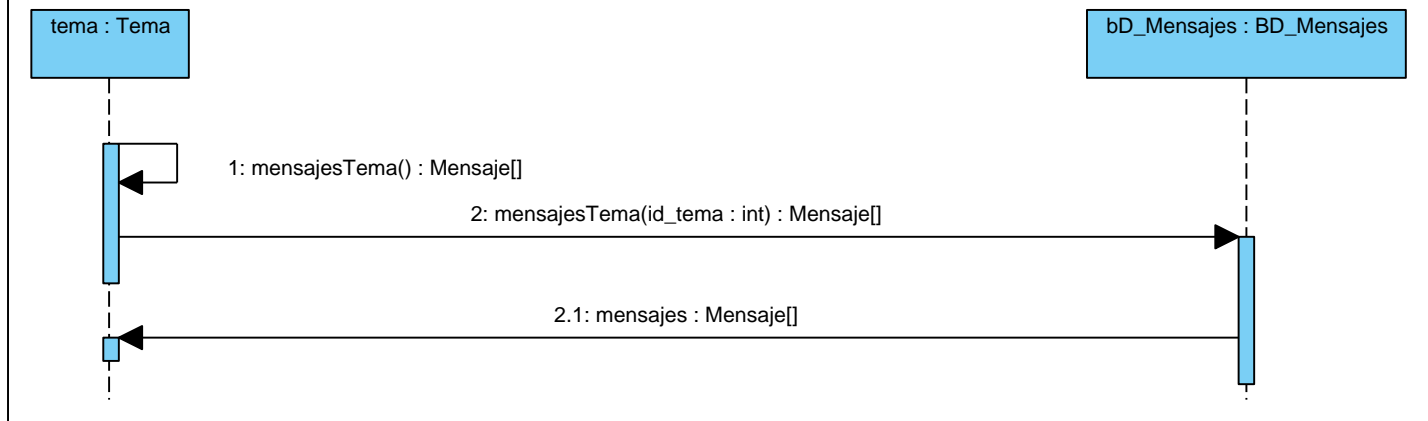 tema : Tema
bD_Mensajes : BD_Mensajes
1: mensajesTema() : Mensaje[]
2: mensajesTema(id_tema : int) : Mensaje[]
2.1: mensajes : Mensaje[]